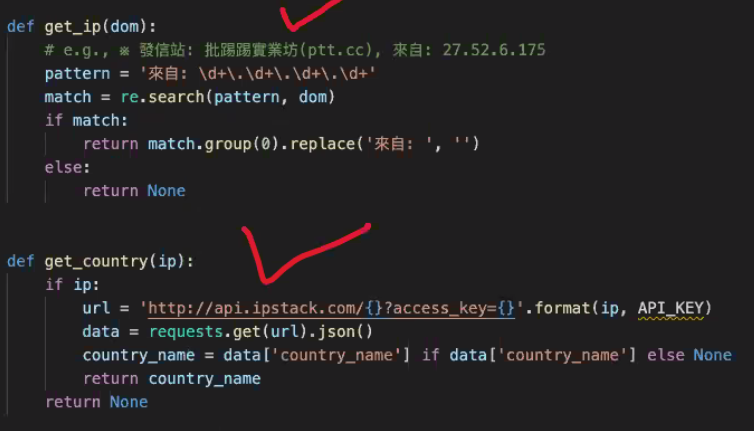 def get_ip(dom):
    # e.g., ※ 發信站: 批踢踢實業坊(ptt.cc), 來自: 27.52.6.175
    pattern = '來自: \d+\.\d+\.\d+\.\d+'
    match = re.search(pattern, dom)
    if match:
        return match.group(0).replace('來自: ', '')
    else:
        return None
def get_country(ip):
    if ip:
        url = 'http://api.ipstack.com/{}?access_key={}'.format(ip, API_KEY)
        data = requests.get(url).json()
        country_name = data['country_name'] if data['country_name'] else None
        return country_name
    return None